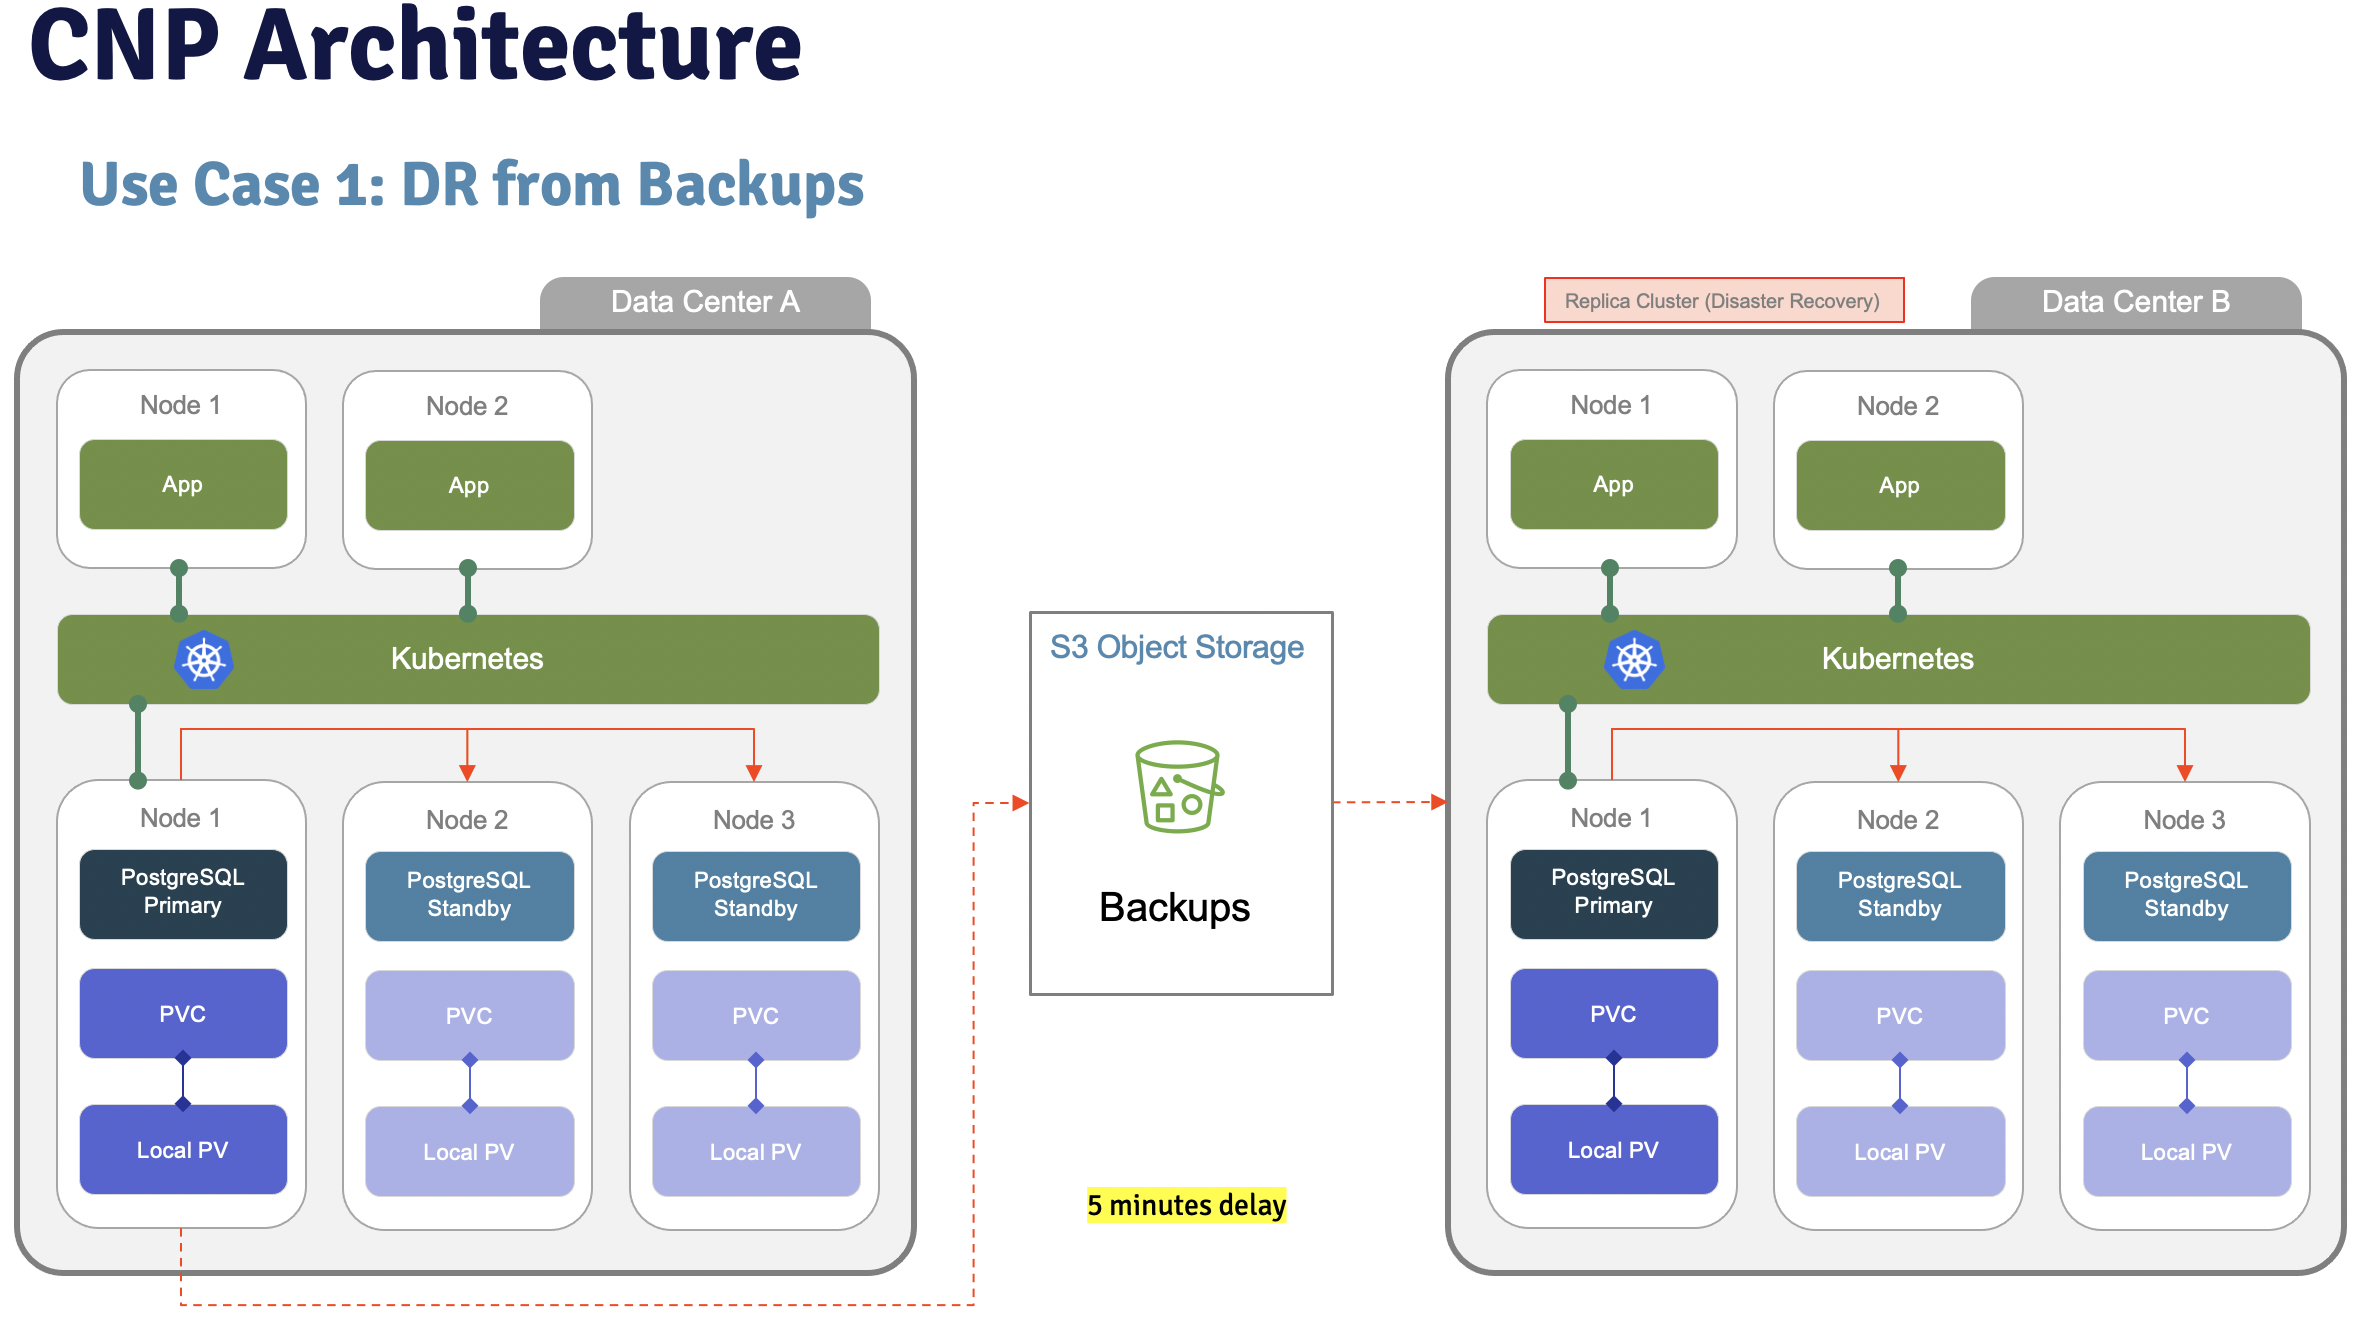 CNP Architecture
Use Case 1: DR from Backups
Data Center A
Node 1
App
Node 2
App
Kubernetes
Node 1
PostgreSQL
Primary
PVC
Local PV
Node 2
PostgreSQL
Standby
PVC
Local PV
Node 3
PostgreSQL
Standby
PVC
Local PV
S3 Object Storage
Backups
5 minutes delay
Replica Cluster (Disaster Recovery)
Data Center B
Node 1
App
Node 2
App
Kubernetes
Node 1
PostgreSQL
Primary
PVC
Local PV
Node 2
PostgreSQL
Standby
PVC
Local PV
Node 3
PostgreSQL
Standby
PVC
Local PV